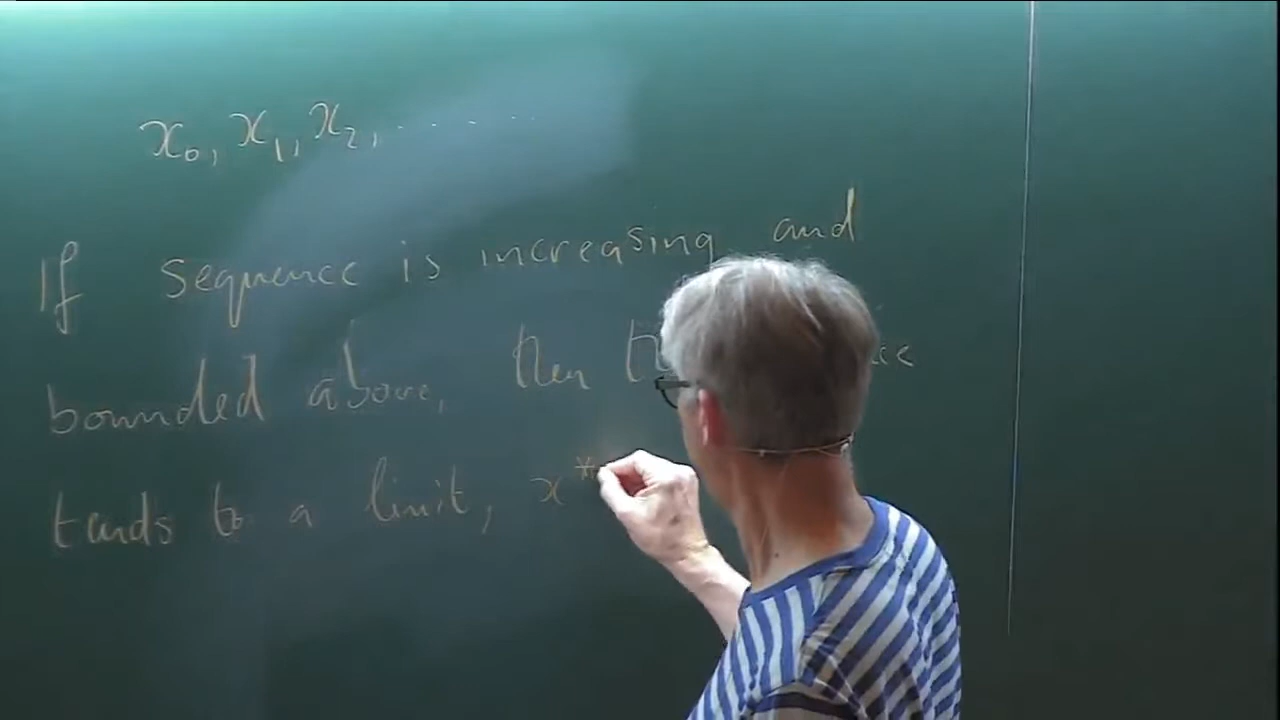 x₀, x₁, x₂, . . . . . .
If sequence is increasing and
bounded above, then
tends to a limit, x*